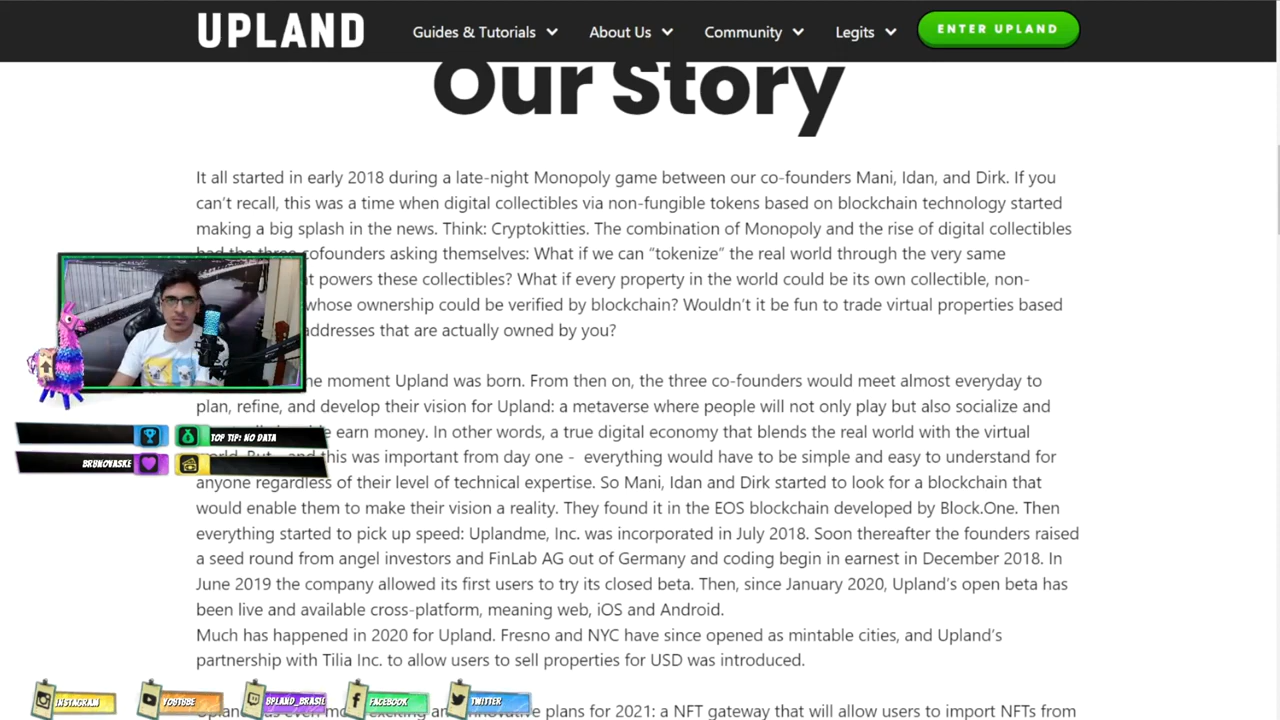 UPLAND
Guides & Tutorials
About Us
Community
Legits
ENTER UPLAND
Our Story
It all started in early 2018 during a late-night Monopoly game between our co-founders Mani, Idan, and Dirk. If you
can't recall, this was a time when digital collectibles via non-fungible tokens based on blockchain technology started
making a big splash in the news. Think: Cryptokitties. The combination of Monopoly and the rise of digital collectibles
had the three cofounders asking themselves: What if we can “tokenize” the real world through the very same
powers these collectibles? What if every property in the world could be its own collectible, non-
whose ownership could be verified by blockchain? Wouldn't it be fun to trade virtual properties based
addresses that are actually owned by you?
moment Upland was born. From then on, the three co-founders would meet almost everyday to
plan, refine, and develop their vision for Upland: a metaverse where people will not only play but also socialize and
earn money. In other words, a true digital economy that blends the real world with the virtual
But - and this was important from day one - everything would have to be simple and easy to understand for
anyone regardless of their level of technical expertise. So Mani, Idan and Dirk started to look for a blockchain that
would enable them to make their vision a reality. They found it in the EOS blockchain developed by Block.One. Then
everything started to pick up speed: Uplandme, Inc. was incorporated in July 2018. Soon thereafter the founders raised
a seed round from angel investors and FinLab AG out of Germany and coding begin in earnest in December 2018. In
June 2019 the company allowed its first users to try its closed beta. Then, since January 2020, Upland's open beta has
been live and available cross-platform, meaning web, iOS and Android.
Much has happened in 2020 for Upland. Fresno and NYC have since opened as mintable cities, and Upland's
partnership with Tilia Inc. to allow users to sell properties for USD was introduced.
plans for 2021: a NFT gateway that will allow users to import NFTs from
TOP TIP: NO DATA
BRYNOVASKE
INSTAGRAM
YOUTUBE
UPLAND_BRASIL
FACEBOOK
TWITTER